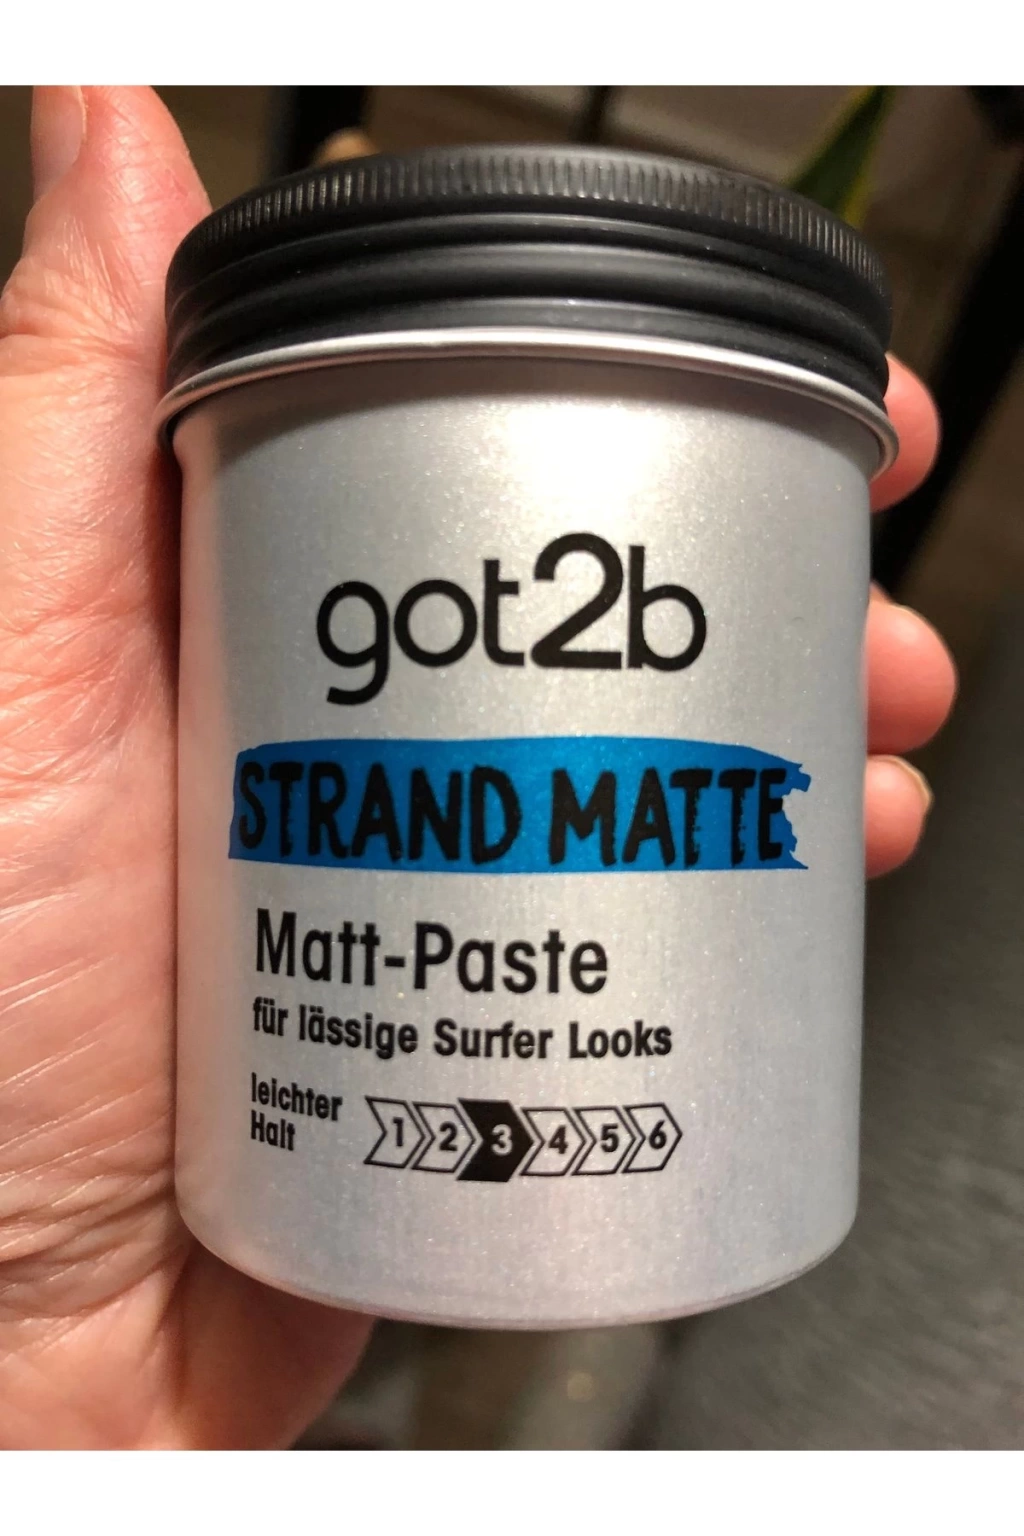 got2b
STRAND MATTE
Matt-Paste
für lässige Surfer Looks
leichter
Halt
1 2 3 4 5 6